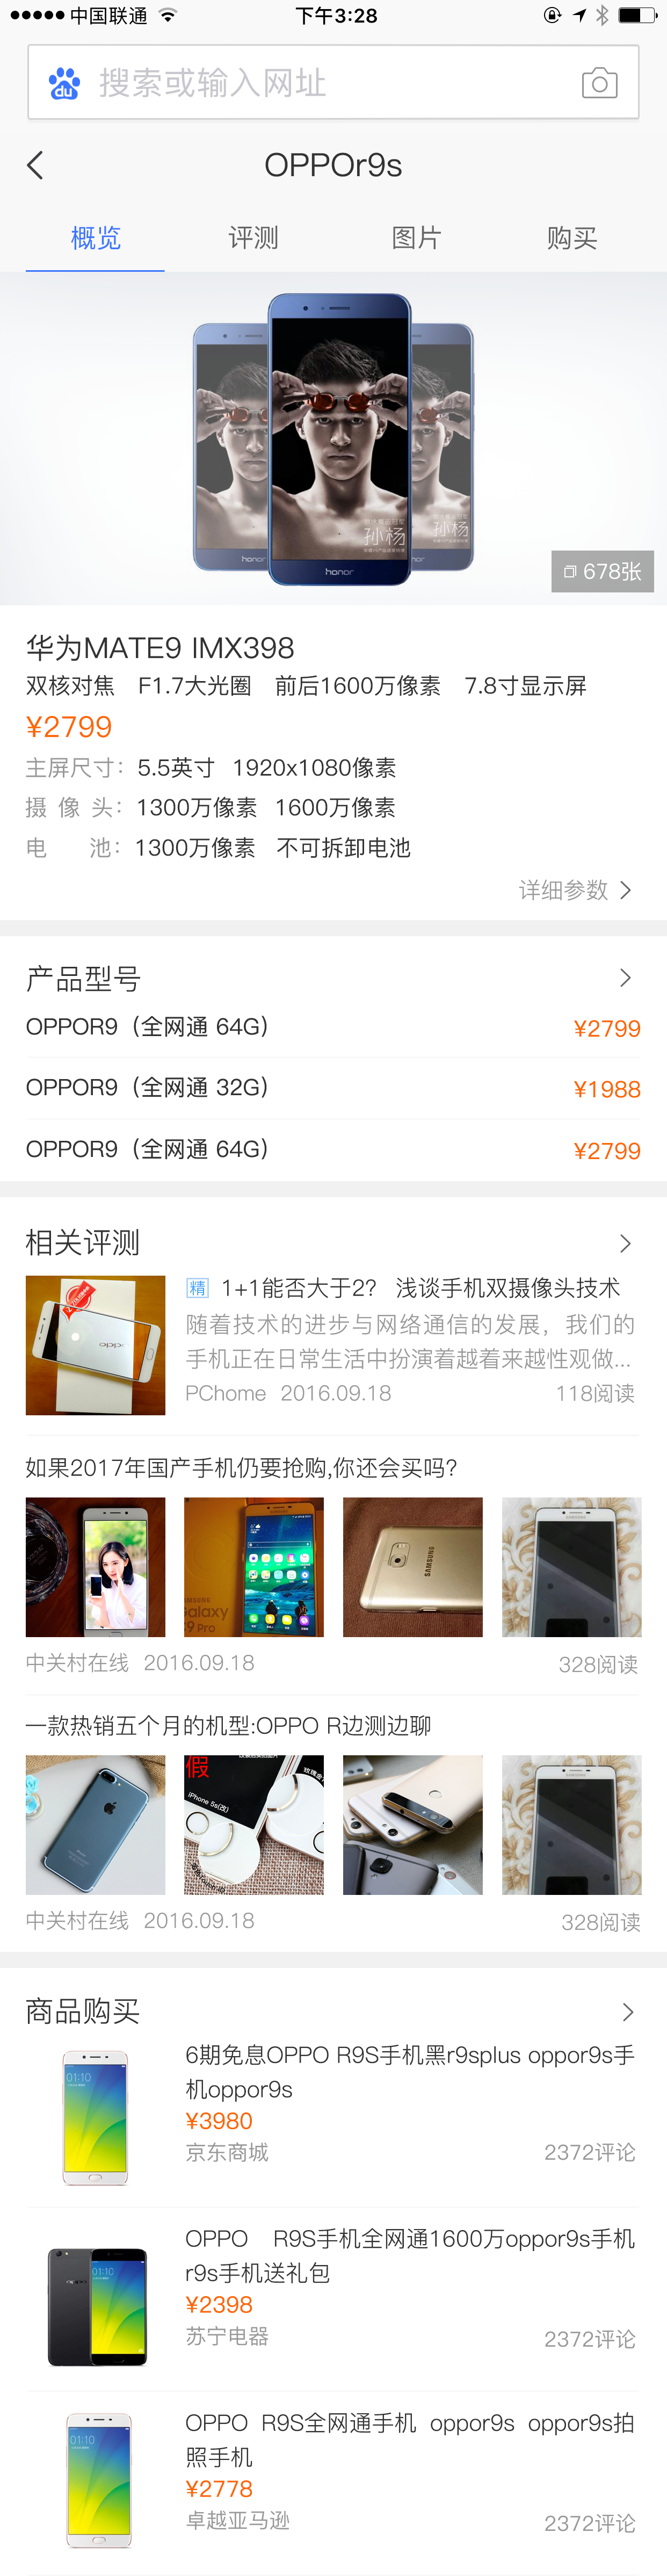 中国联通
下午3:28
du
搜索或输入网址
OPPOr9s
概览 评测 图片 购买
孙杨
honor honor honor
678张
华为MATE9 IMX398
双核对焦 F1.7大光圈 前后1600万像素 7.8寸显示屏
¥2799
主屏尺寸： 5.5英寸 1920x1080像素
摄 像 头： 1300万像素 1600万像素
电 池： 1300万像素 不可拆卸电池
详细参数
产品型号
OPPOR9（全网通 64G） ¥2799
OPPOR9（全网通 32G） ¥1988
OPPOR9（全网通 64G） ¥2799
相关评测
精 1+1能否大于2？ 浅谈手机双摄像头技术
随着技术的进步与网络通信的发展，我们的
手机正在日常生活中扮演着越着来越性观做...
PChome 2016.09.18 118阅读
oppo
如果2017年国产手机仍要抢购,你还会买吗?
SAMSUNG
Galaxy
C9 Pro
SAMSUNG
中关村在线 2016.09.18 328阅读
一款热销五个月的机型:OPPO R边测边聊
假
iPhone 5s(改)
中关村在线 2016.09.18 328阅读
商品购买
01:10
6期免息OPPO R9S手机黑r9splus oppor9s手
机oppor9s
¥3980
京东商城 2372评论
oppo
01:10
OPPO R9S手机全网通1600万oppor9s手机
r9s手机送礼包
¥2398
苏宁电器 2372评论
01:10
OPPO R9S全网通手机 oppor9s oppor9s拍
照手机
¥2778
卓越亚马逊 2372评论